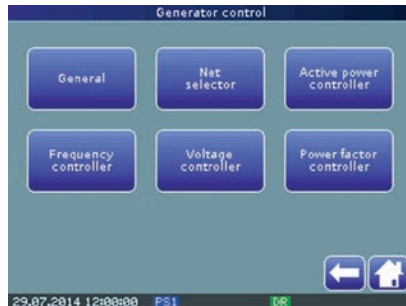 Generator control
General
Net
selector
Active power
controller
Frequency
controller
Voltage
controller
Power factor
controller
29.07.2014 12:00:00 PS1 DR